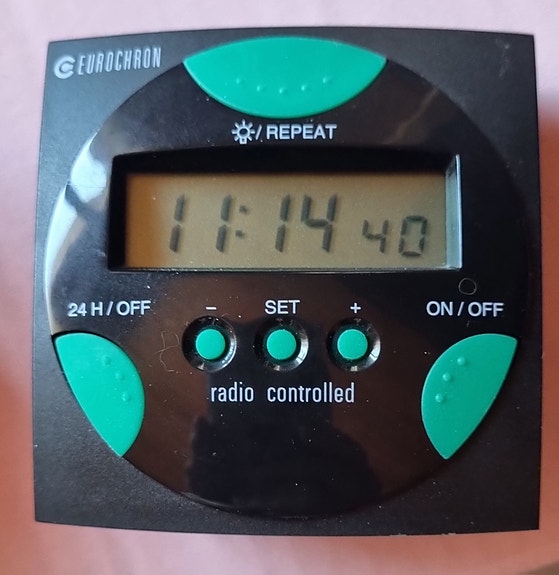 EUROCHRON
/ REPEAT
11:14 40
24 H / OFF
− SET +
ON / OFF
radio controlled